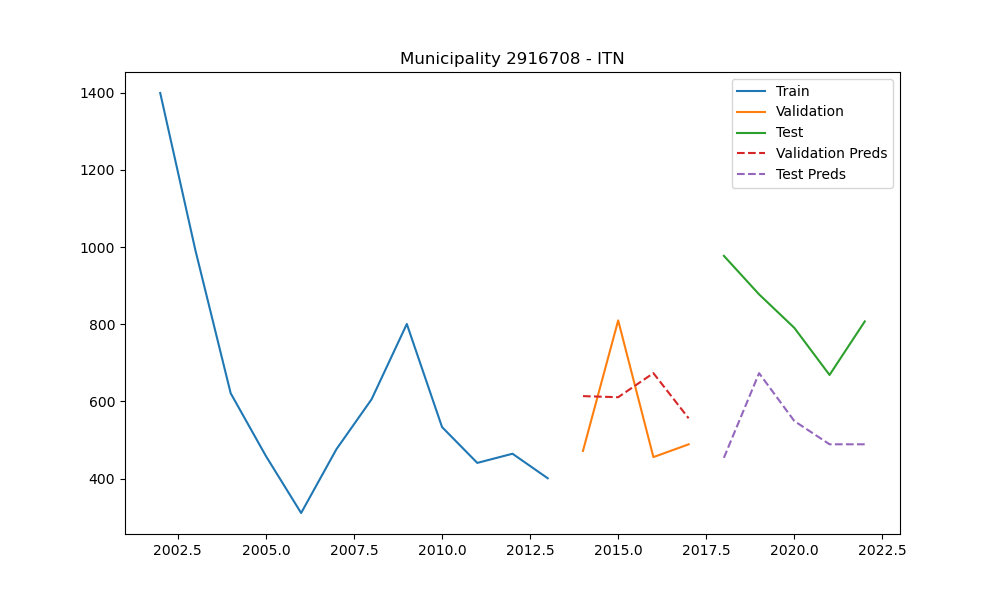 Municipality 2916708 - ITN
1400
1200
1000
800
600
400
2002.5
2005.0
2007.5
2010.0
2012.5
2015.0
2017.5
2020.0
2022.5
Train
Validation
Test
Validation Preds
Test Preds